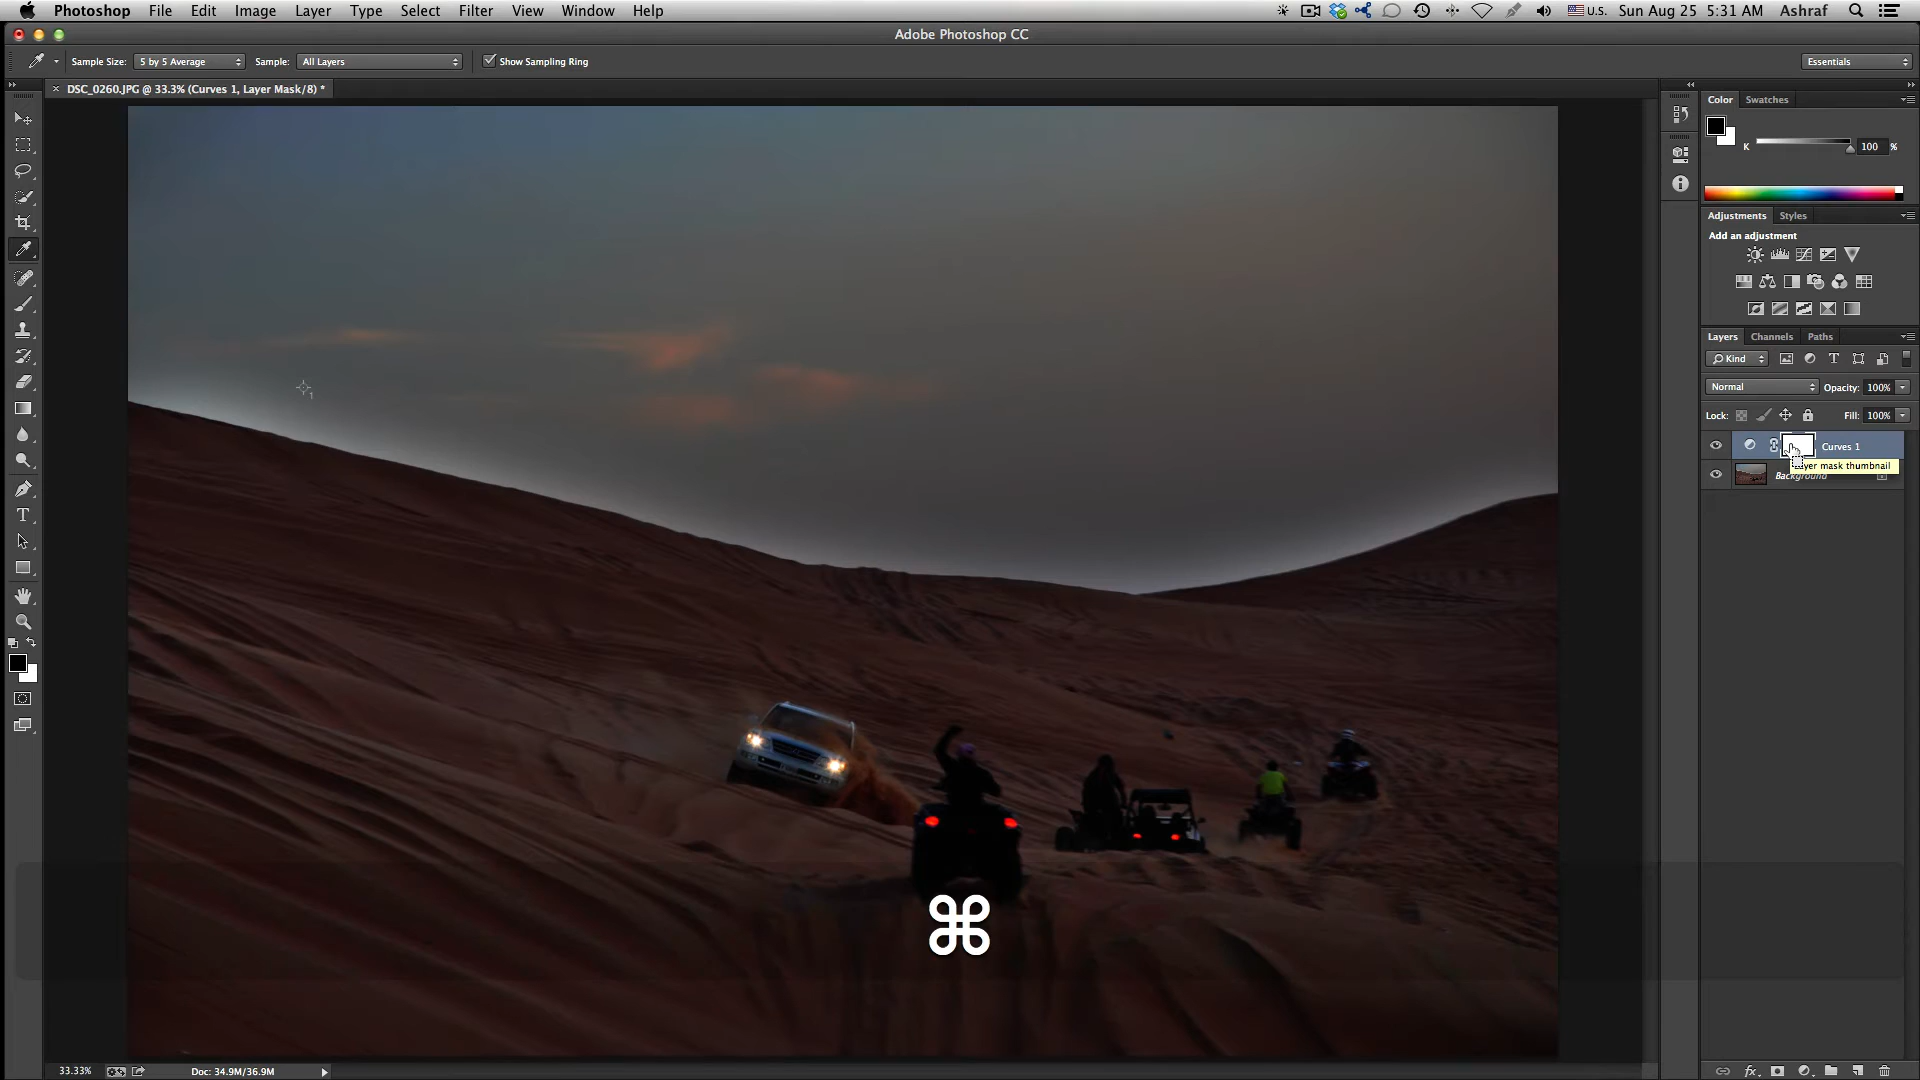 Photoshop File Edit Image Layer Type Select Filter View Window Help
U.S. Sun Aug 25 5:31 AM Ashraf
Adobe Photoshop CC
Sample Size: 5 by 5 Average Sample: All Layers Show Sampling Ring Essentials
× DSC_0260.JPG @ 33.3% (Curves 1, Layer Mask/8) *
Color Swatches
K 100 %
Adjustments Styles
Add an adjustment
Layers Channels Paths
Kind
Normal Opacity: 100%
Lock: Fill: 100%
Curves 1
mask thumbnail
Background
⌘
33.33% Doc: 34.9M/36.9M